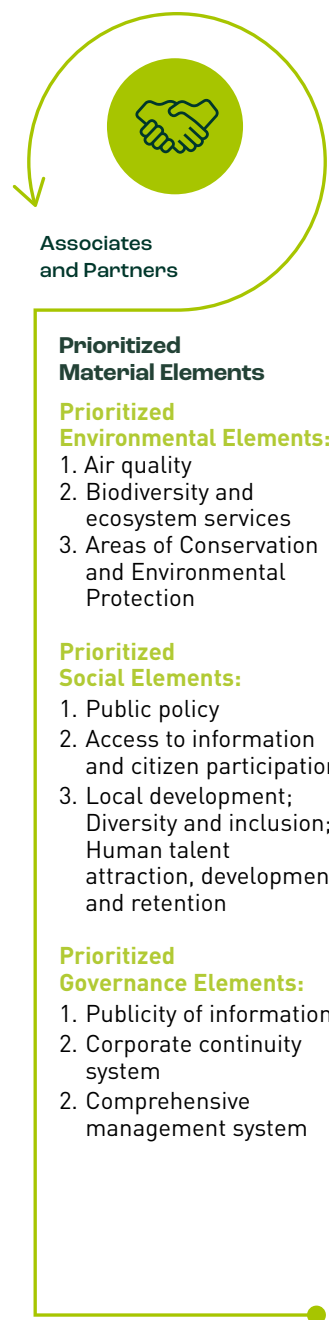 Associates
and Partners
Prioritized
Material Elements
Prioritized
Environmental Elements:
1. Air quality
2. Biodiversity and
ecosystem services
3. Areas of Conservation
and Environmental
Protection
Prioritized
Social Elements:
1. Public policy
2. Access to information
and citizen participation
3. Local development;
Diversity and inclusion;
Human talent
attraction, developmen
and retention
Prioritized
Governance Elements:
1. Publicity of information
2. Corporate continuity
system
2. Comprehensive
management system